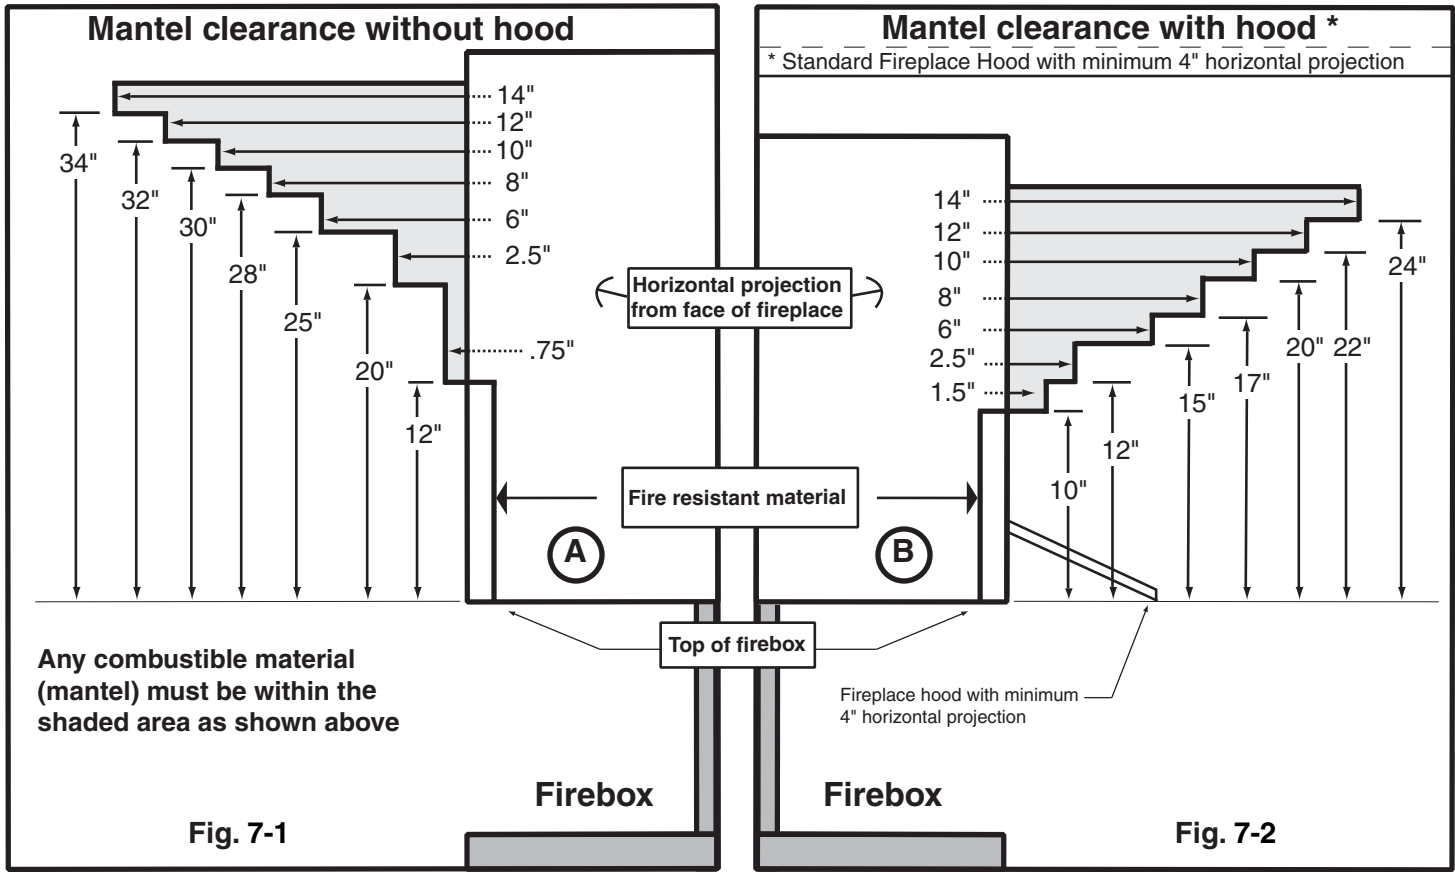 Mantel clearance without hood
14"
12"
10"
8"
6"
2.5"
.75"
34"
32"
30"
28"
25"
20"
12"
Mantel clearance with hood *
* Standard Fireplace Hood with minimum 4" horizontal projection
14"
12"
10"
8"
6"
2.5"
1.5"
24"
22"
20"
17"
15"
12"
10"
Horizontal projection
from face of fireplace
Fire resistant material
A
B
Top of firebox
Any combustible material
(mantel) must be within the
shaded area as shown above
Fireplace hood with minimum
4" horizontal projection
Firebox
Firebox
Fig. 7-1
Fig. 7-2